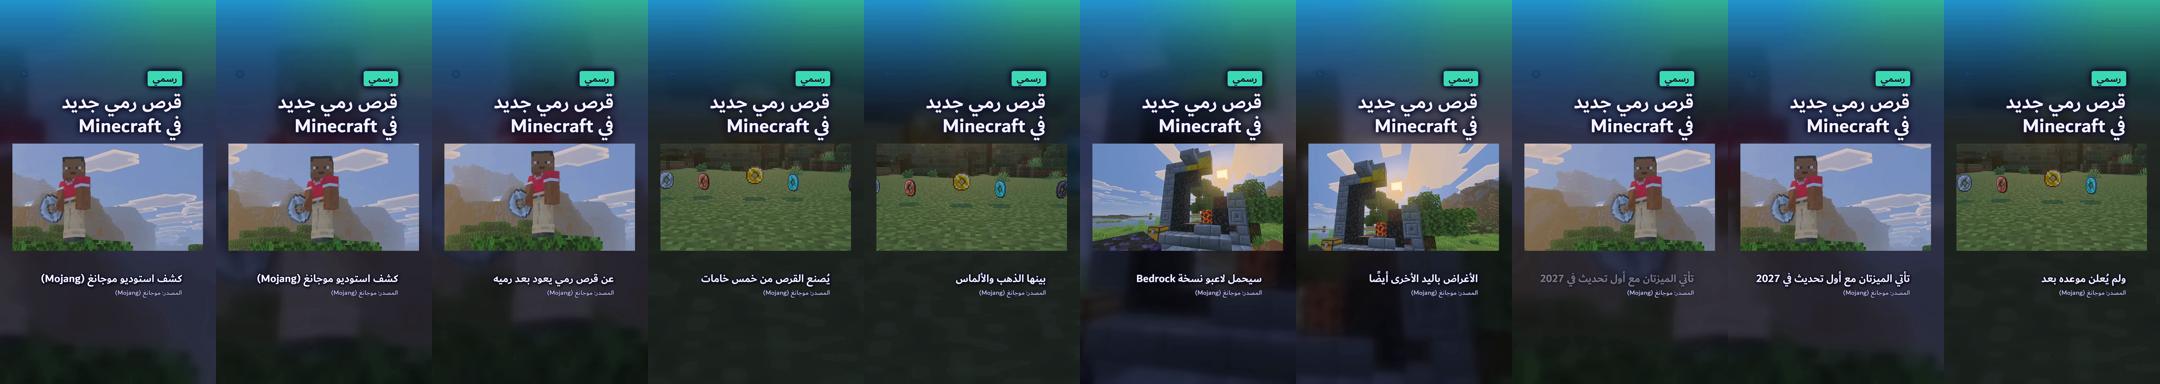 رسمي
قرص رمي جديد
في Minecraft
كشف استوديو موجانغ (Mojang)
المصدر: موجانغ (Mojang)
رسمي
قرص رمي جديد
في Minecraft
كشف استوديو موجانغ (Mojang)
المصدر: موجانغ (Mojang)
رسمي
قرص رمي جديد
في Minecraft
عن قرص رمي يعود بعد رميه
المصدر: موجانغ (Mojang)
رسمي
قرص رمي جديد
في Minecraft
يُصنع القرص من خمس خامات
المصدر: موجانغ (Mojang)
رسمي
قرص رمي جديد
في Minecraft
بينها الذهب والألماس
المصدر: موجانغ (Mojang)
رسمي
قرص رمي جديد
في Minecraft
سيحمل لاعبو نسخة Bedrock
المصدر: موجانغ (Mojang)
رسمي
قرص رمي جديد
في Minecraft
الأغراض باليد الأخرى أيضًا
المصدر: موجانغ (Mojang)
رسمي
قرص رمي جديد
في Minecraft
تأتي الميزتان مع أول تحديث في 2027
المصدر: موجانغ (Mojang)
رسمي
قرص رمي جديد
في Minecraft
تأتي الميزتان مع أول تحديث في 2027
المصدر: موجانغ (Mojang)
رسمي
قرص رمي جديد
في Minecraft
ولم يُعلن موعده بعد
المصدر: موجانغ (Mojang)